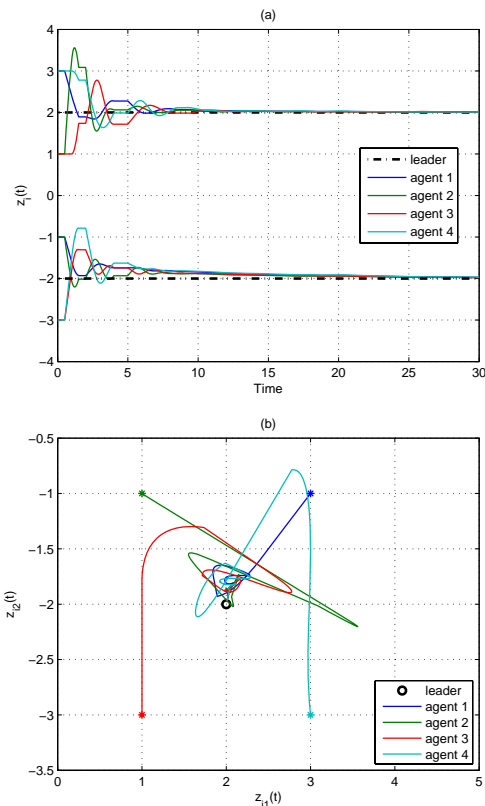 (a)
4
3
2
1
0
−1
−2
−3
−4
z_i(t)
leader
agent 1
agent 2
agent 3
agent 4
0 5 10 15 20 25 30
Time
(b)
−0.5
−1
−1.5
−2
−2.5
−3
−3.5
z_i2(t)
leader
agent 1
agent 2
agent 3
agent 4
0 1 2 3 4 5
z_i1(t)